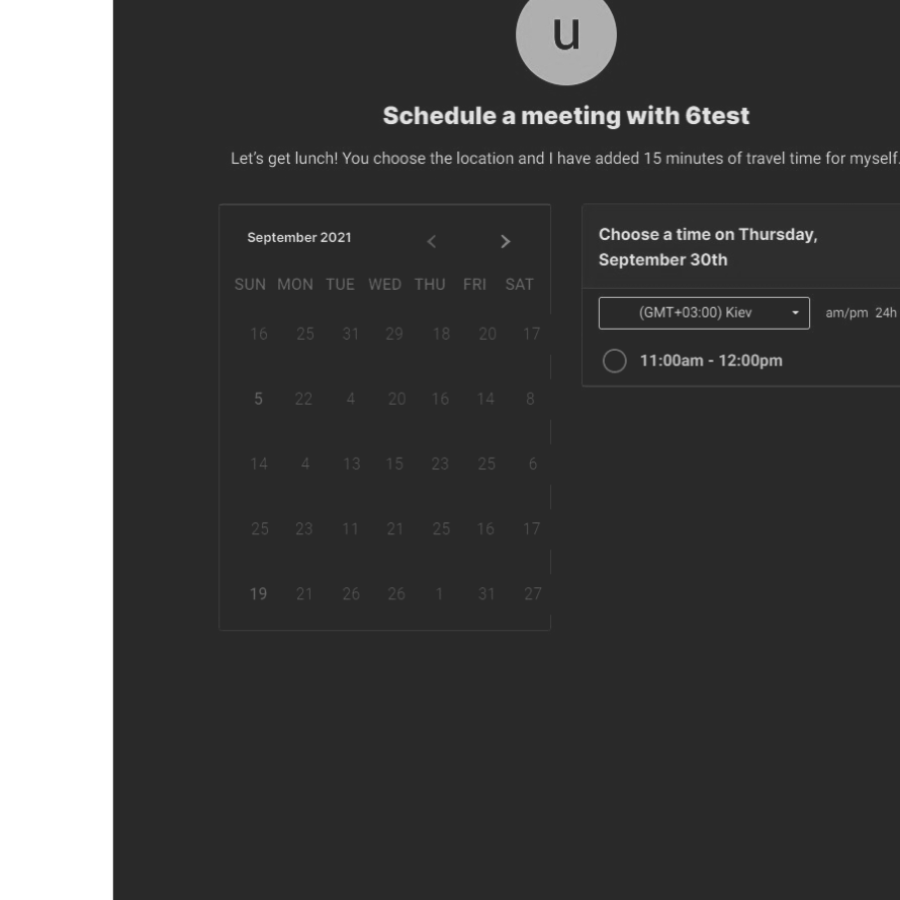 u
Schedule a meeting with 6test
Let's get lunch! You choose the location and I have added 15 minutes of travel time for myself.
September 2021
SUN MON TUE WED THU FRI SAT
16 25 31 29 18 20 17
5 22 4 20 16 14 8
14 4 13 15 23 25 6
25 23 11 21 25 16 17
19 21 26 26 1 31 27
Choose a time on Thursday,
September 30th
(GMT+03:00) Kiev am/pm 24h
11:00am - 12:00pm